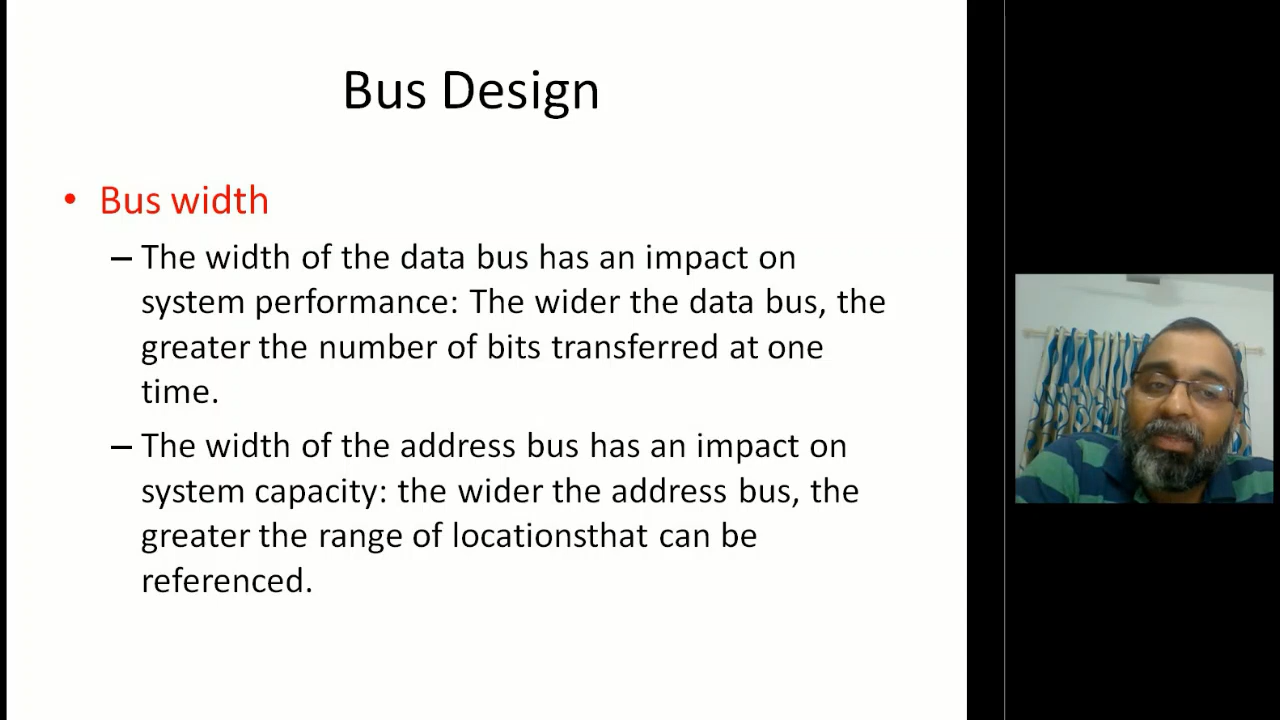 Bus Design
• Bus width
– The width of the data bus has an impact on
system performance: The wider the data bus, the
greater the number of bits transferred at one
time.
– The width of the address bus has an impact on
system capacity: the wider the address bus, the
greater the range of locationsthat can be
referenced.